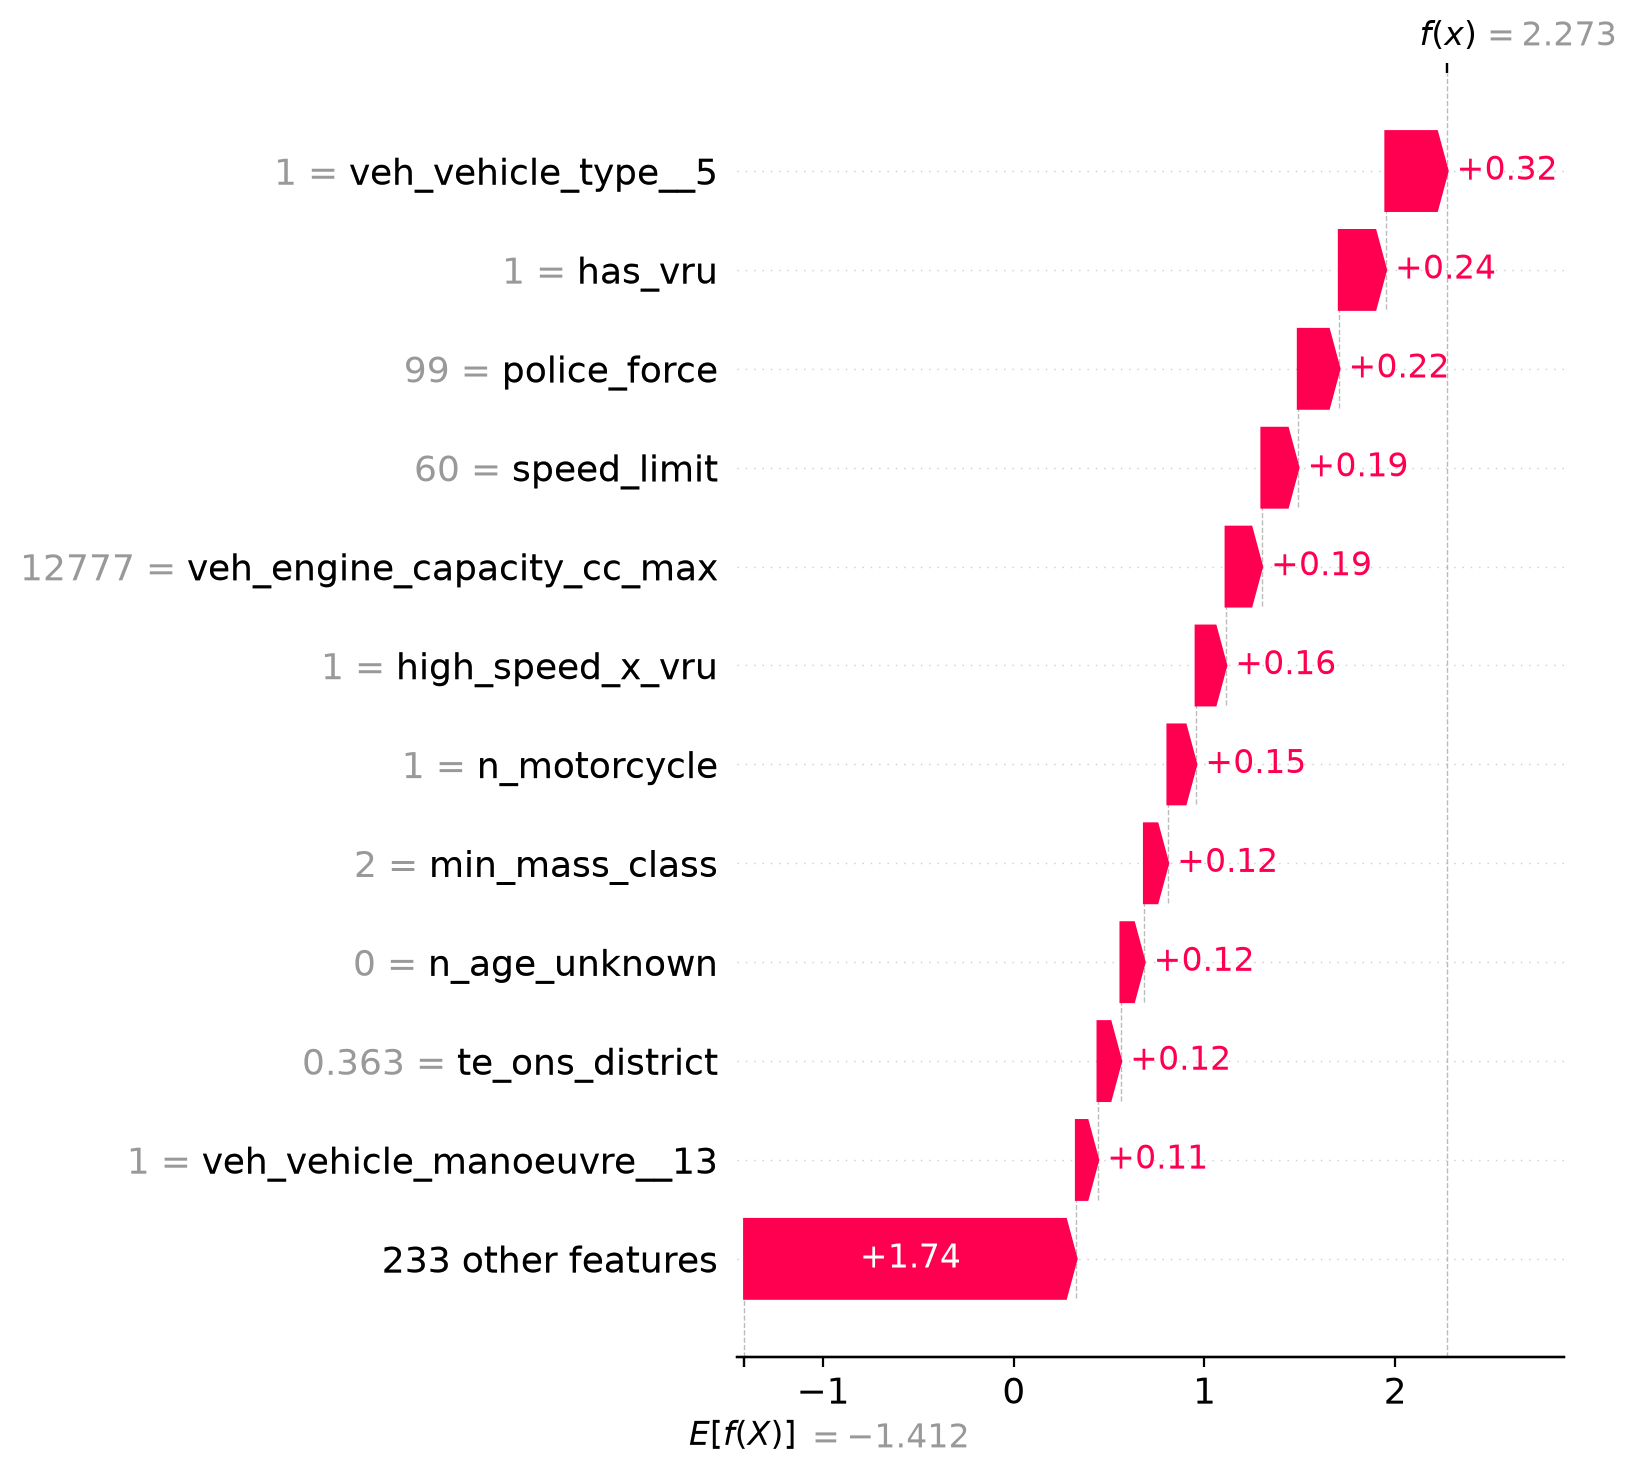 f(x) = 2.273
1 = veh_vehicle_type__5 +0.32
1 = has_vru +0.24
99 = police_force +0.22
60 = speed_limit +0.19
12777 = veh_engine_capacity_cc_max +0.19
1 = high_speed_x_vru +0.16
1 = n_motorcycle +0.15
2 = min_mass_class +0.12
0 = n_age_unknown +0.12
0.363 = te_ons_district +0.12
1 = veh_vehicle_manoeuvre__13 +0.11
233 other features +1.74
−1 0 1 2
E[f(X)] = −1.412